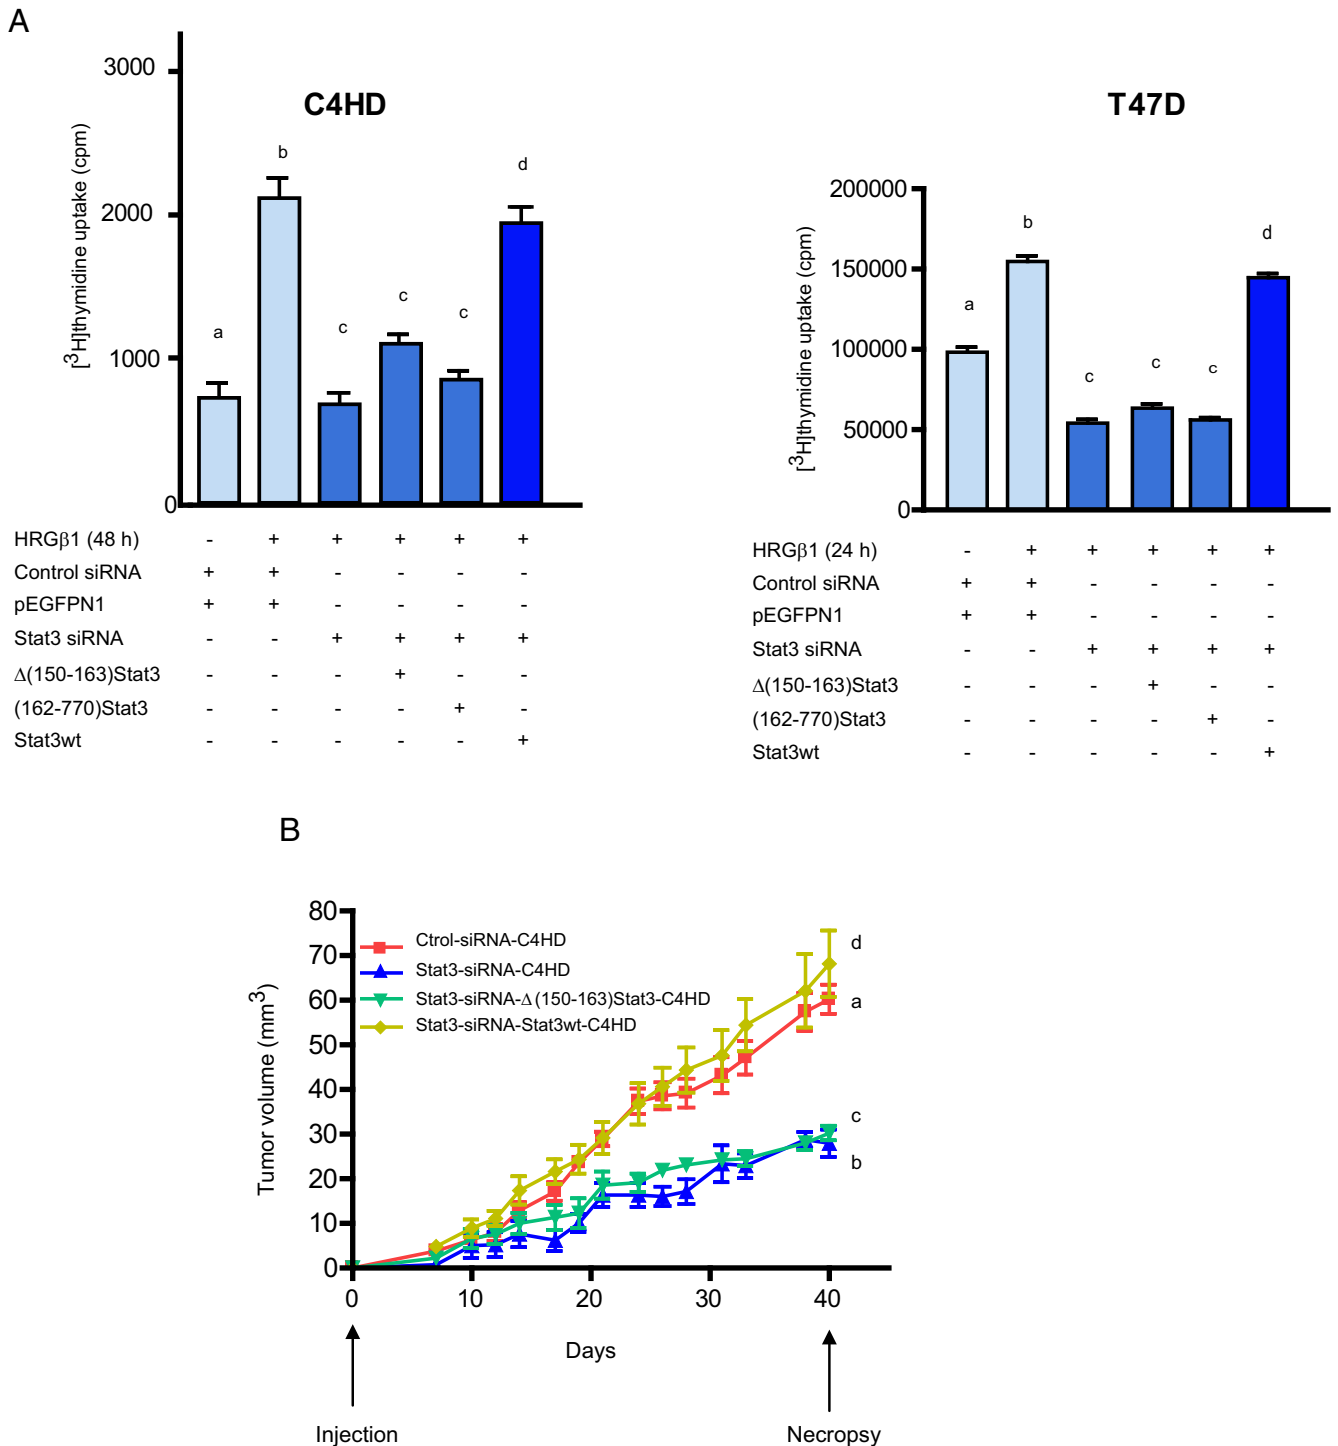 A
C4HD
[³H]thymidine uptake (cpm)
3000
2000
1000
0
a
b
c
c
c
d
HRGβ1 (48 h) - + + + + +
Control siRNA + + - - - -
pEGFPN1 + + - - - -
Stat3 siRNA - - + + + +
Δ(150-163)Stat3 - - - + - -
(162-770)Stat3 - - - - + -
Stat3wt - - - - - +
T47D
[³H]thymidine uptake (cpm)
200000
150000
100000
50000
0
a
b
c
c
c
d
HRGβ1 (24 h) - + + + + +
Control siRNA + + - - - -
pEGFPN1 + + - - - -
Stat3 siRNA - - + + + +
Δ(150-163)Stat3 - - - + - -
(162-770)Stat3 - - - - + -
Stat3wt - - - - - +
B
Tumor volume (mm³)
80
70
60
50
40
30
20
10
0
Ctrol-siRNA-C4HD
Stat3-siRNA-C4HD
Stat3-siRNA-Δ(150-163)Stat3-C4HD
Stat3-siRNA-Stat3wt-C4HD
d
a
c
b
0 10 20 30 40
Days
Injection Necropsy